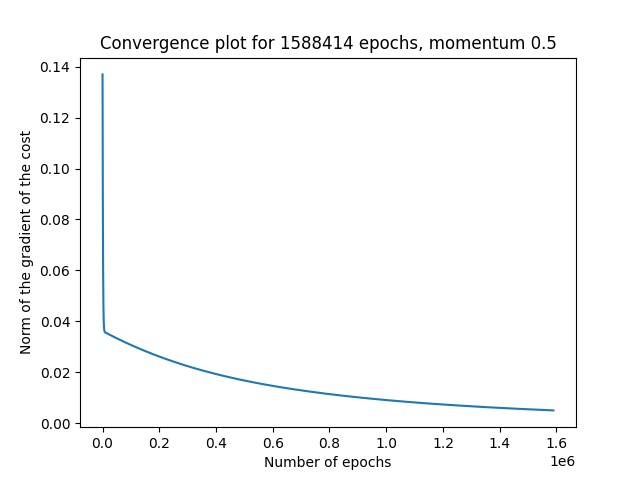 Convergence plot for 1588414 epochs, momentum 0.5
Norm of the gradient of the cost
0.14
0.12
0.10
0.08
0.06
0.04
0.02
0.00
0.0 0.2 0.4 0.6 0.8 1.0 1.2 1.4 1.6
1e6
Number of epochs